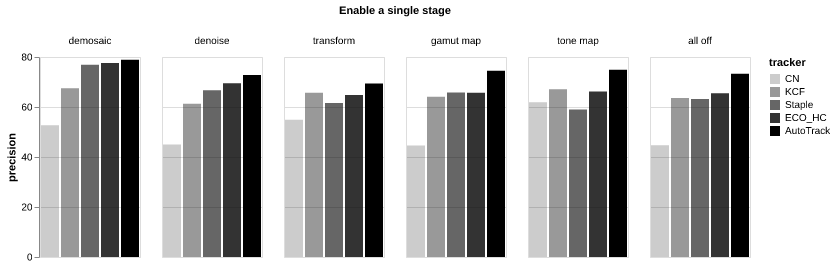 Enable a single stage
demosaic denoise transform gamut map tone map all off
precision
80
60
40
20
0
tracker
CN
KCF
Staple
ECO_HC
AutoTrack